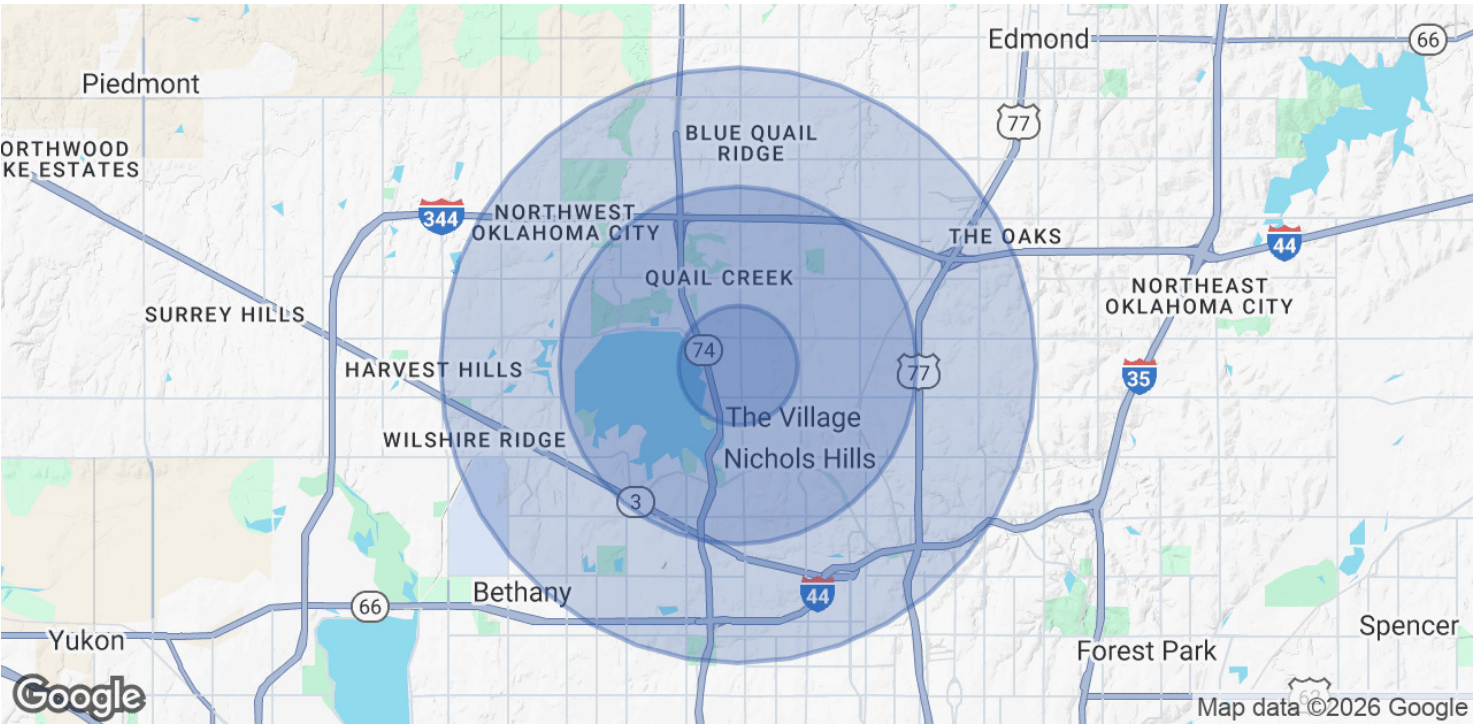 Edmond
66
Piedmont
77
BLUE QUAIL
RIDGE
ORTHWOOD
KE ESTATES
344
NORTHWEST
OKLAHOMA CITY
THE OAKS
44
QUAIL CREEK
NORTHEAST
OKLAHOMA CITY
SURREY HILLS
74
HARVEST HILLS
77
35
The Village
WILSHIRE RIDGE
Nichols Hills
3
Bethany
44
66
Yukon
Spencer
Forest Park
Google
62
Map data ©2026 Google